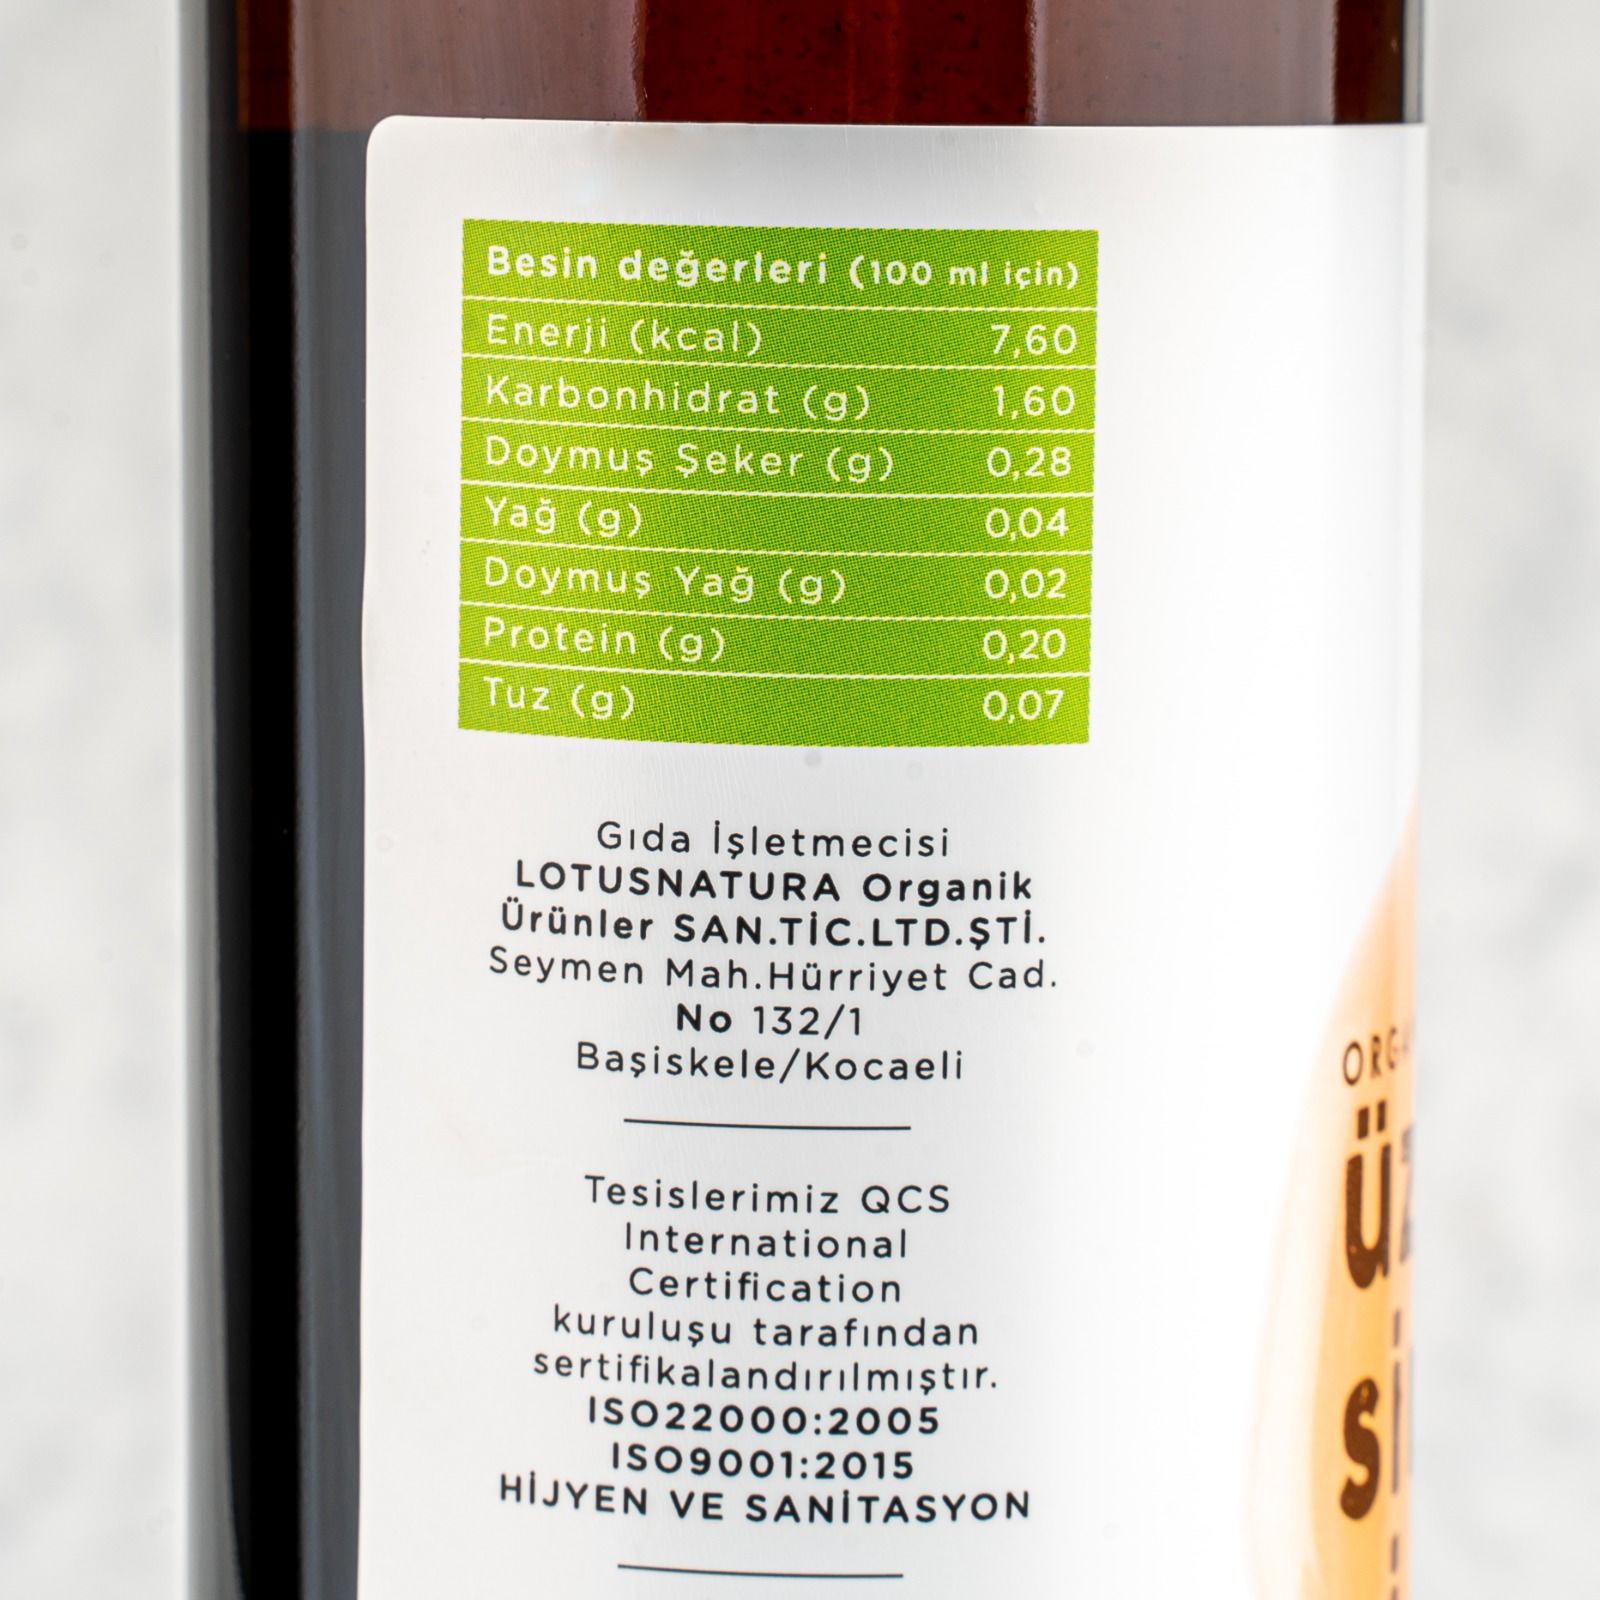 Besin değerleri (100 ml için)
Enerji (kcal) 7,60
Karbonhidrat (g) 1,60
Doymuş Şeker (g) 0,28
Yağ (g) 0,04
Doymuş Yağ (g) 0,02
Protein (g) 0,20
Tuz (g) 0,07
Gıda İşletmecisi
LOTUSNATURA Organik
Ürünler SAN.TİC.LTD.ŞTİ.
Seymen Mah.Hürriyet Cad.
No 132/1
Başiskele/Kocaeli
Tesislerimiz QCS
International
Certification
kuruluşu tarafından
sertifikalandırılmıştır.
ISO22000:2005
ISO9001:2015
HİJYEN VE SANİTASYON